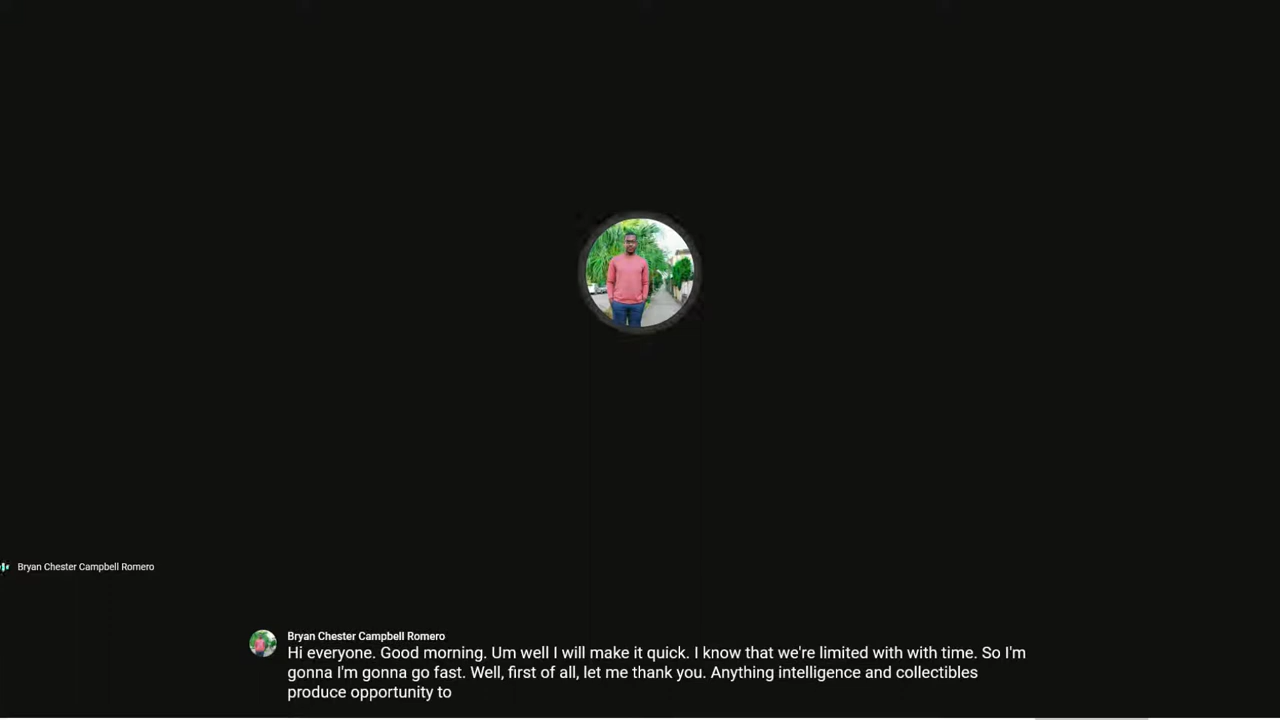 Bryan Chester Campbell Romero
Bryan Chester Campbell Romero
Hi everyone. Good morning. Um well I will make it quick. I know that we're limited with with time. So I'm
gonna I'm gonna go fast. Well, first of all, let me thank you. Anything intelligence and collectibles
produce opportunity to